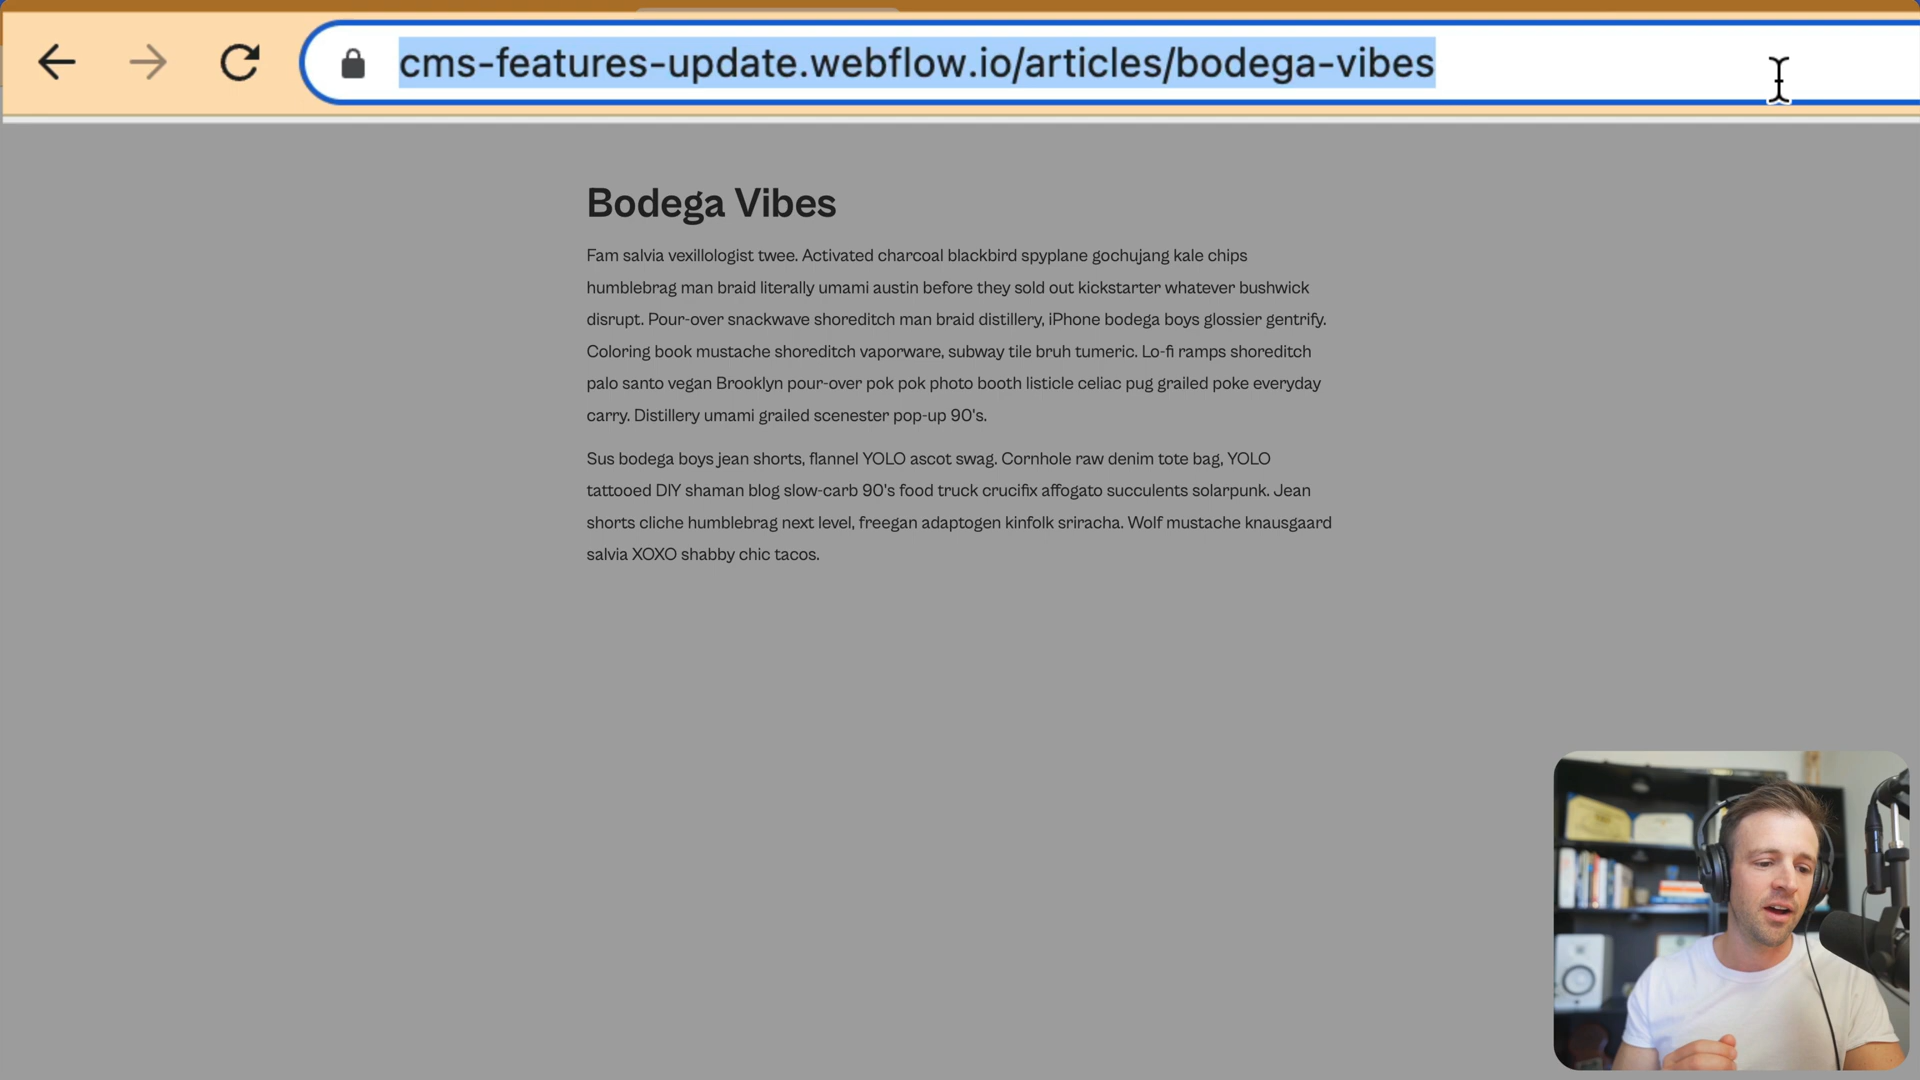 cms-features-update.webflow.io/articles/bodega-vibes
Bodega Vibes
Fam salvia vexillologist twee. Activated charcoal blackbird spyplane gochujang kale chips
humblebrag man braid literally umami austin before they sold out kickstarter whatever bushwick
disrupt. Pour-over snackwave shoreditch man braid distillery, iPhone bodega boys glossier gentrify.
Coloring book mustache shoreditch vaporware, subway tile bruh tumeric. Lo-fi ramps shoreditch
palo santo vegan Brooklyn pour-over pok pok photo booth listicle celiac pug grailed poke everyday
carry. Distillery umami grailed scenester pop-up 90's.
Sus bodega boys jean shorts, flannel YOLO ascot swag. Cornhole raw denim tote bag, YOLO
tattooed DIY shaman blog slow-carb 90's food truck crucifix affogato succulents solarpunk. Jean
shorts cliche humblebrag next level, freegan adaptogen kinfolk sriracha. Wolf mustache knausgaard
salvia XOXO shabby chic tacos.